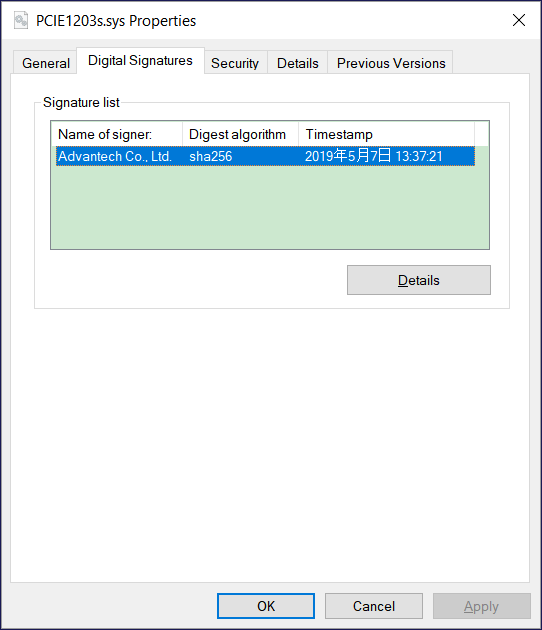 PCIE1203s.sys Properties
General Digital Signatures Security Details Previous Versions
Signature list
Name of signer: Digest algorithm Timestamp
Advantech Co., Ltd. sha256 2019年5月7日 13:37:21
Details
OK Cancel Apply